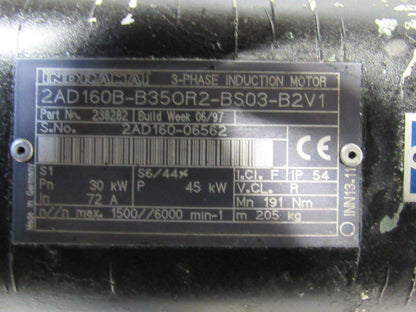 INDRAMAT 3-PHASE INDUCTION MOTOR
2AD160B-B35OR2-BS03-B2V1
Part No. 238282 Build Week 06/97
S.No. 2AD160-06562
CE
S1 S6/44% I.Cl. F IP 54
Pn 30 kW P 45 kW V.CL. R
In 72 A Mn 191 Nm
n//n max. 1500//6000 min-1 m 205 kg
Made in Germany
INN13.11